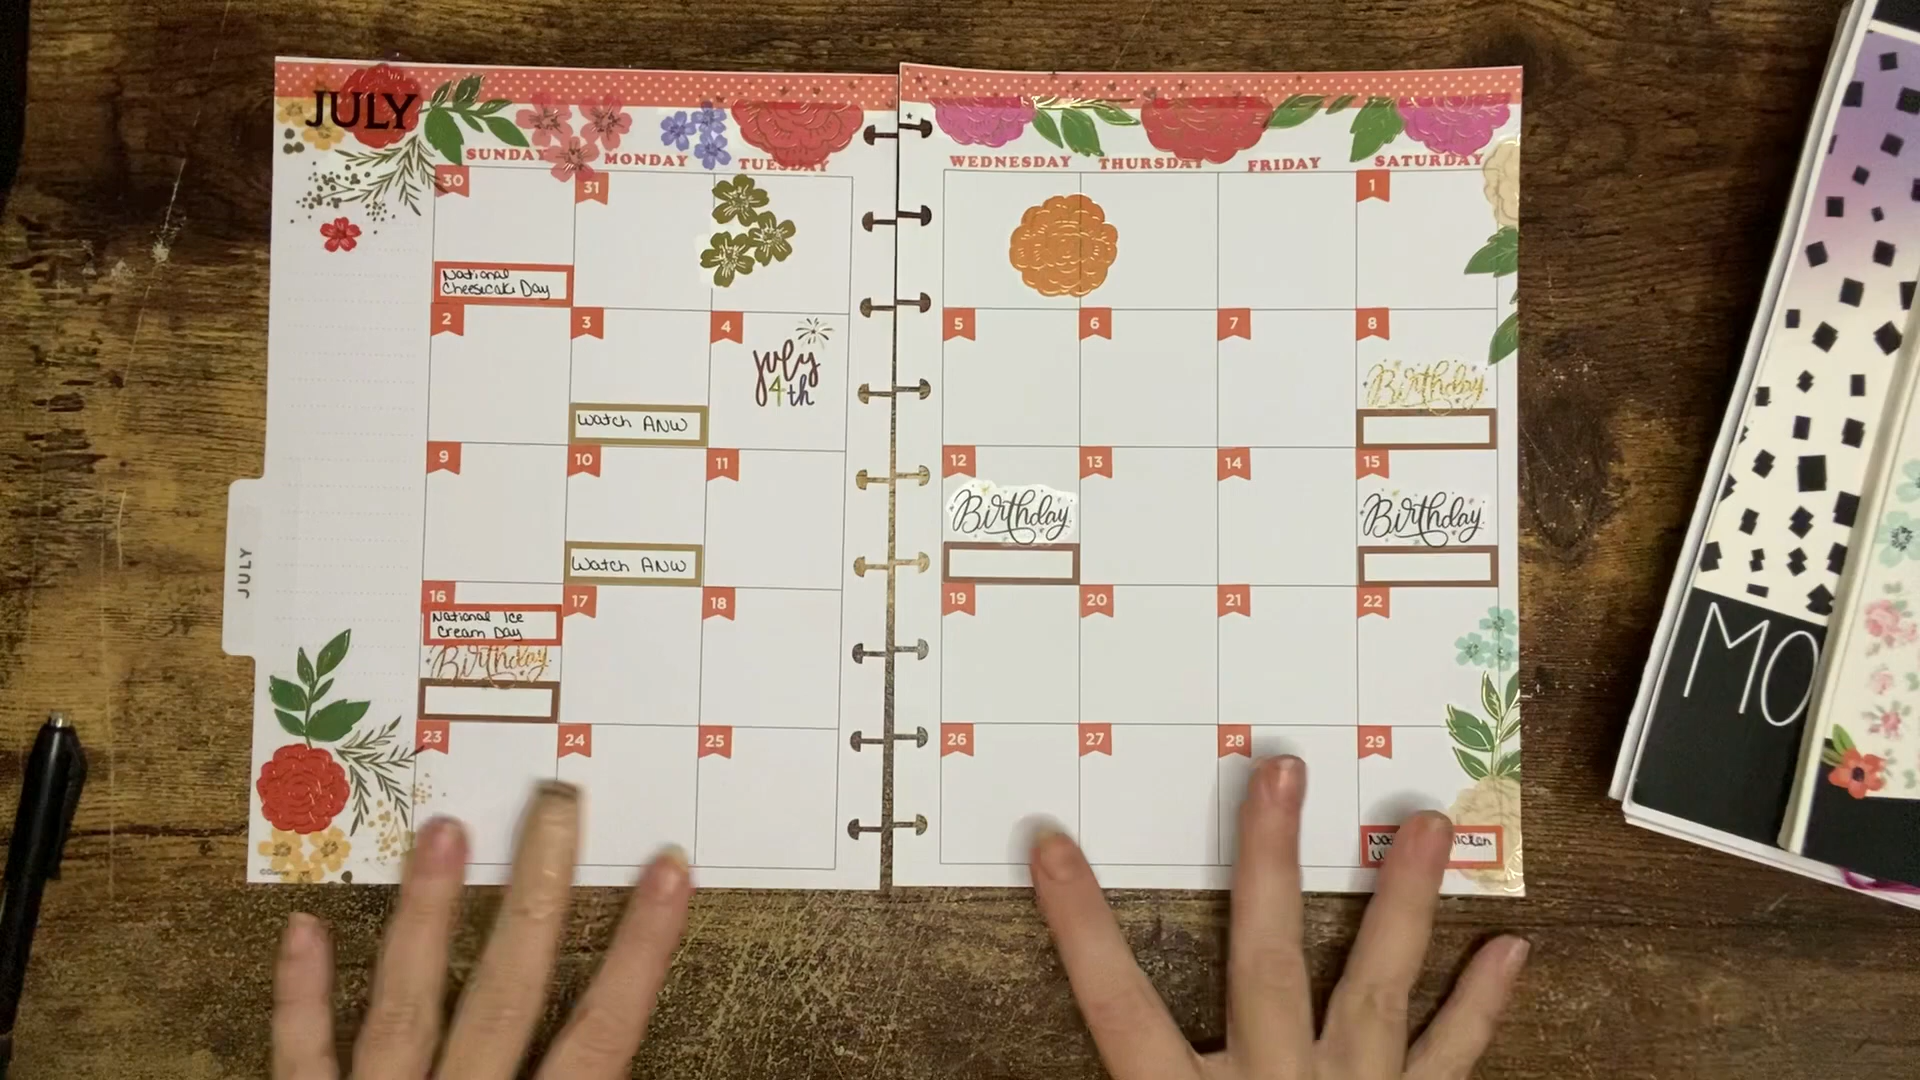 JULY
SUNDAY MONDAY TUESDAY WEDNESDAY THURSDAY FRIDAY SATURDAY
30 31 1
National
Cheesecake Day
2 3 4 5 6 7 8
july
4th
Birthday
Watch ANW
9 10 11 12 13 14 15
Birthday Birthday
Watch ANW
JULY
16 17 18 19 20 21 22
National Ice
Cream Day
Birthday
23 24 25 26 27 28 29
MO